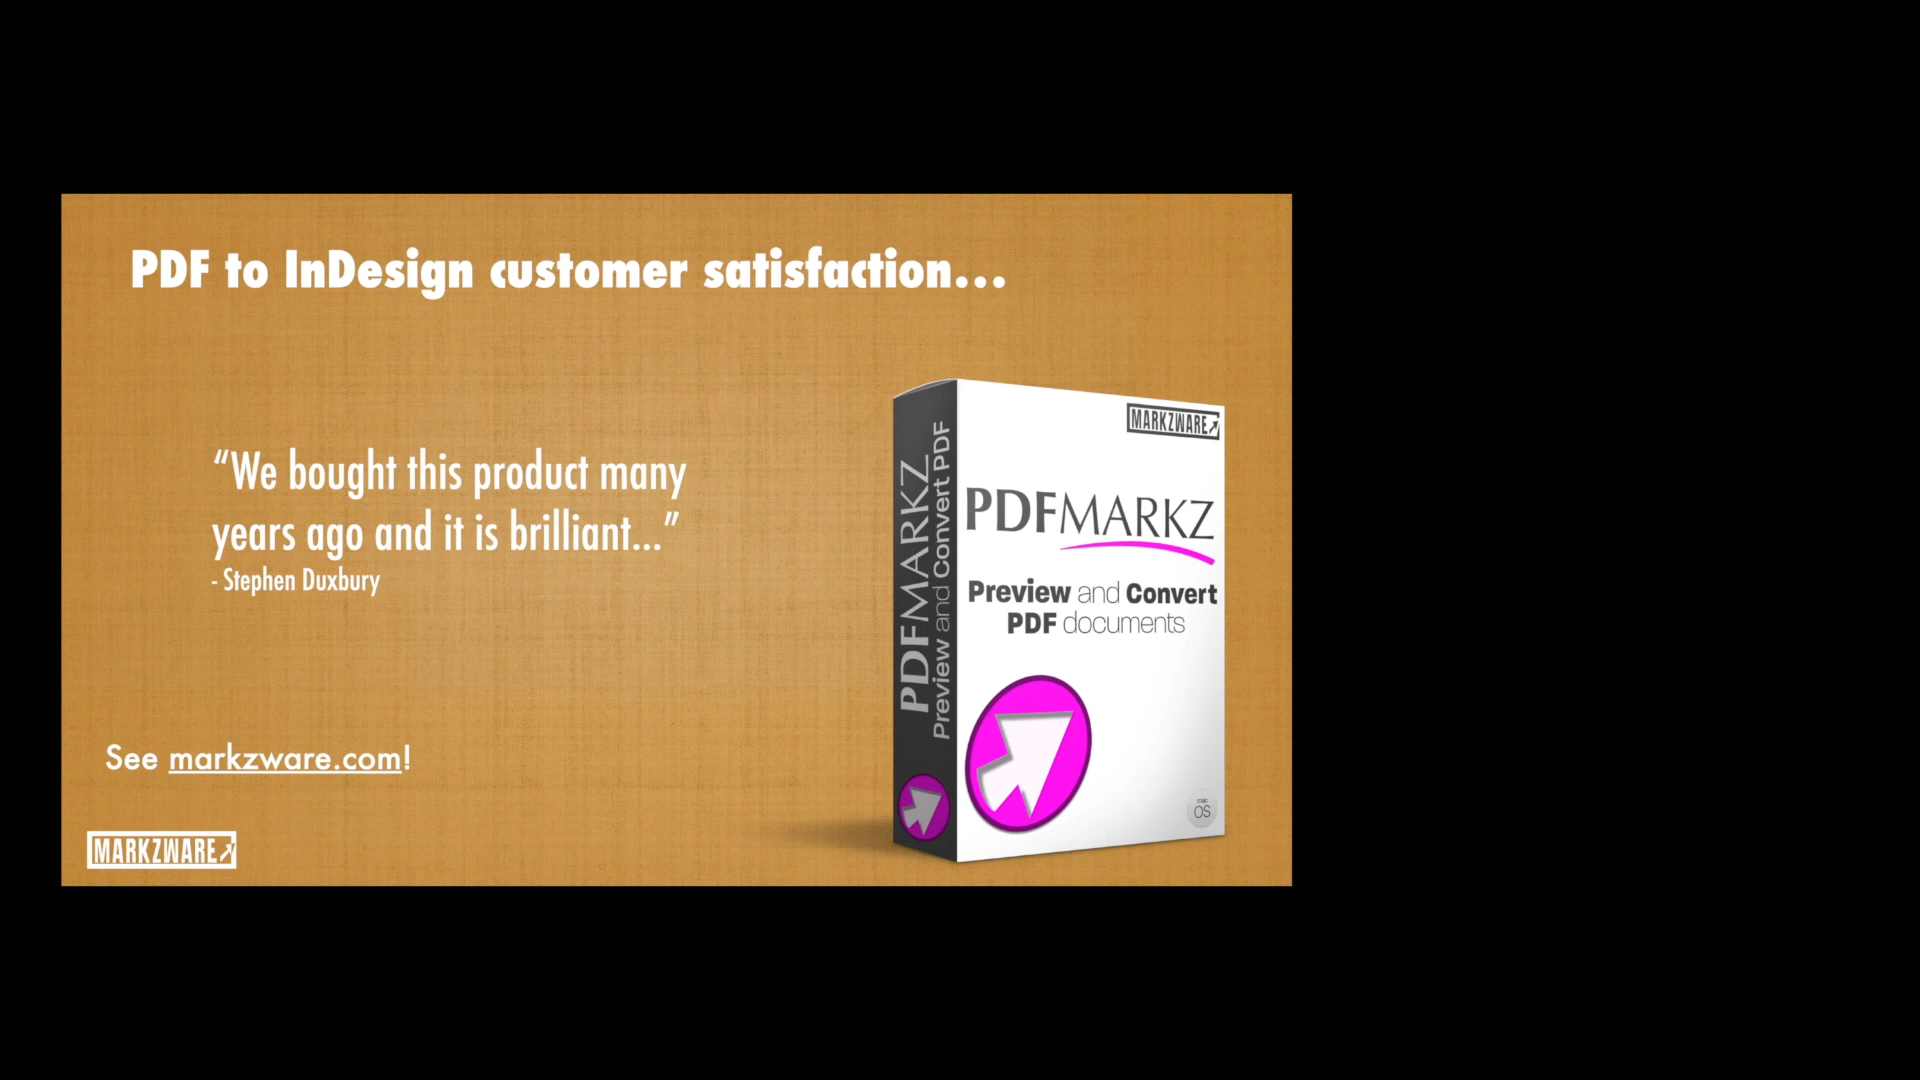 PDF to InDesign customer satisfaction...
“We bought this product many
years ago and it is brilliant...”
- Stephen Duxbury
See markzware.com!
MARKZWARE
PDFMARKZ
Preview and Convert PDF
MARKZWARE
PDFMARKZ
Preview and Convert
PDF documents
mac
OS